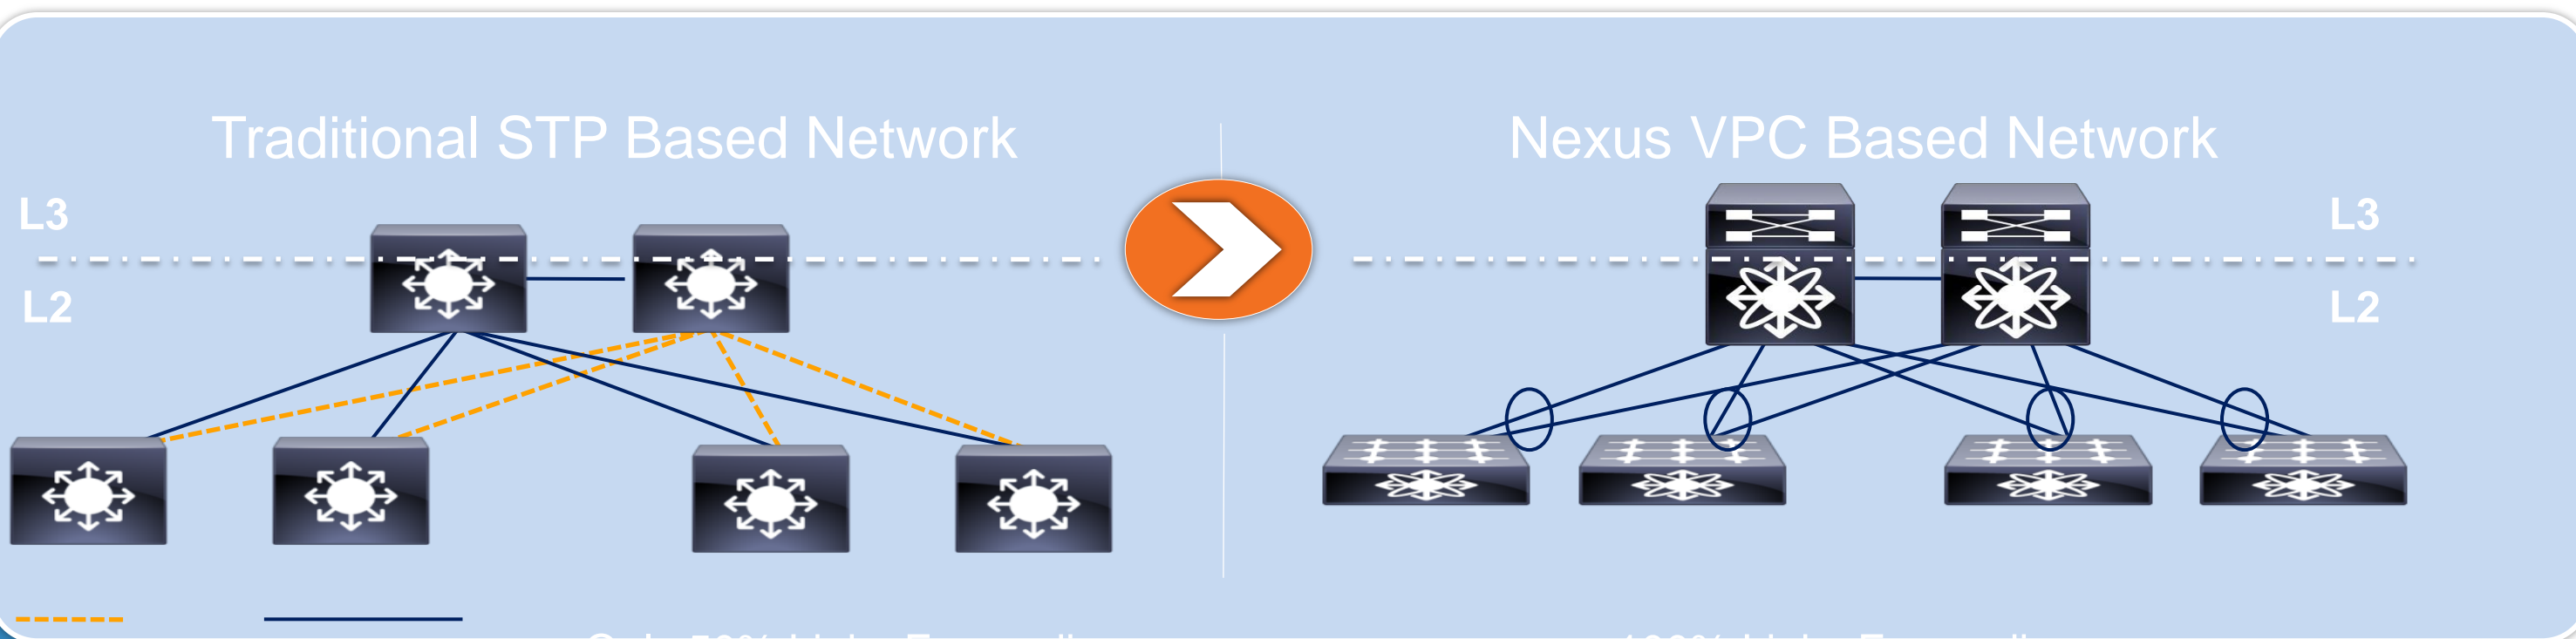 Traditional STP Based Network
Nexus VPC Based Network
L3
L3
L2
L2